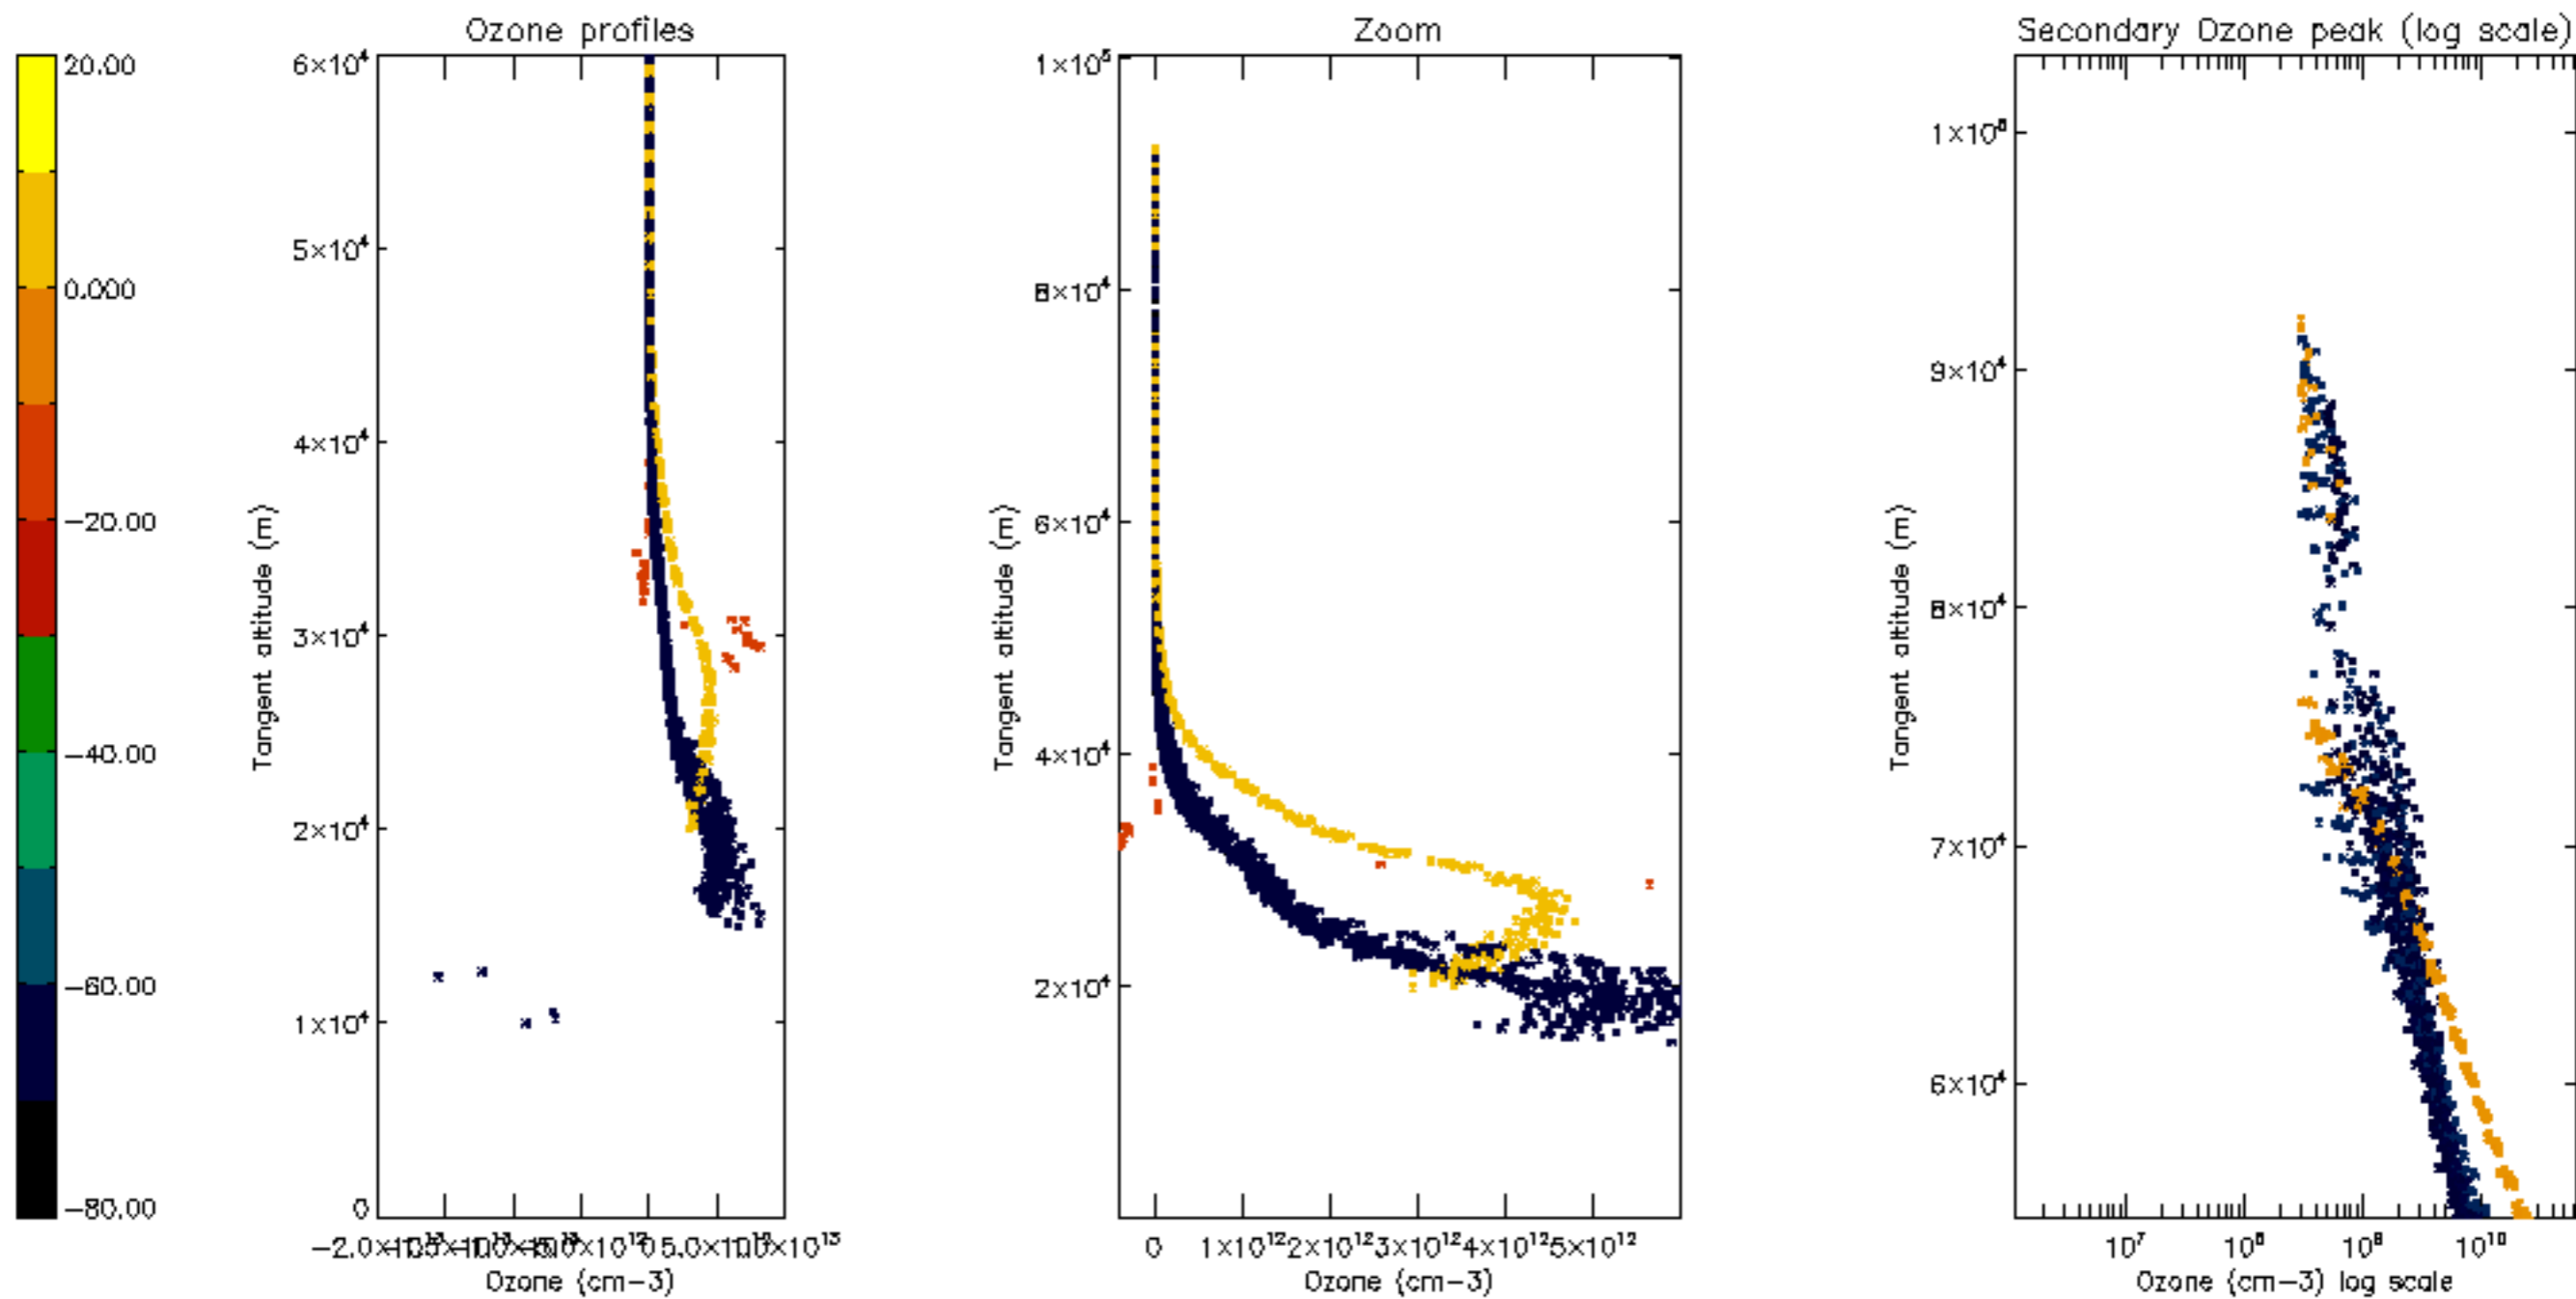 Ozone profiles
Zoom
Secondary Ozone peak (log scale)
20.00
0.000
−20.00
−40.00
−60.00
−80.00
6×10⁴
5×10⁴
4×10⁴
3×10⁴
2×10⁴
1×10⁴
0
Tangent altitude (m)
Ozone (cm−3)
1×10⁵
8×10⁴
6×10⁴
4×10⁴
2×10⁴
Tangent altitude (m)
0 1×10¹² 2×10¹² 3×10¹² 4×10¹² 5×10¹²
Ozone (cm−3)
9×10⁴
8×10⁴
7×10⁴
6×10⁴
Tangent altitude (m)
10⁷ 10⁸ 10⁹ 10¹⁰
Ozone (cm−3) log scale